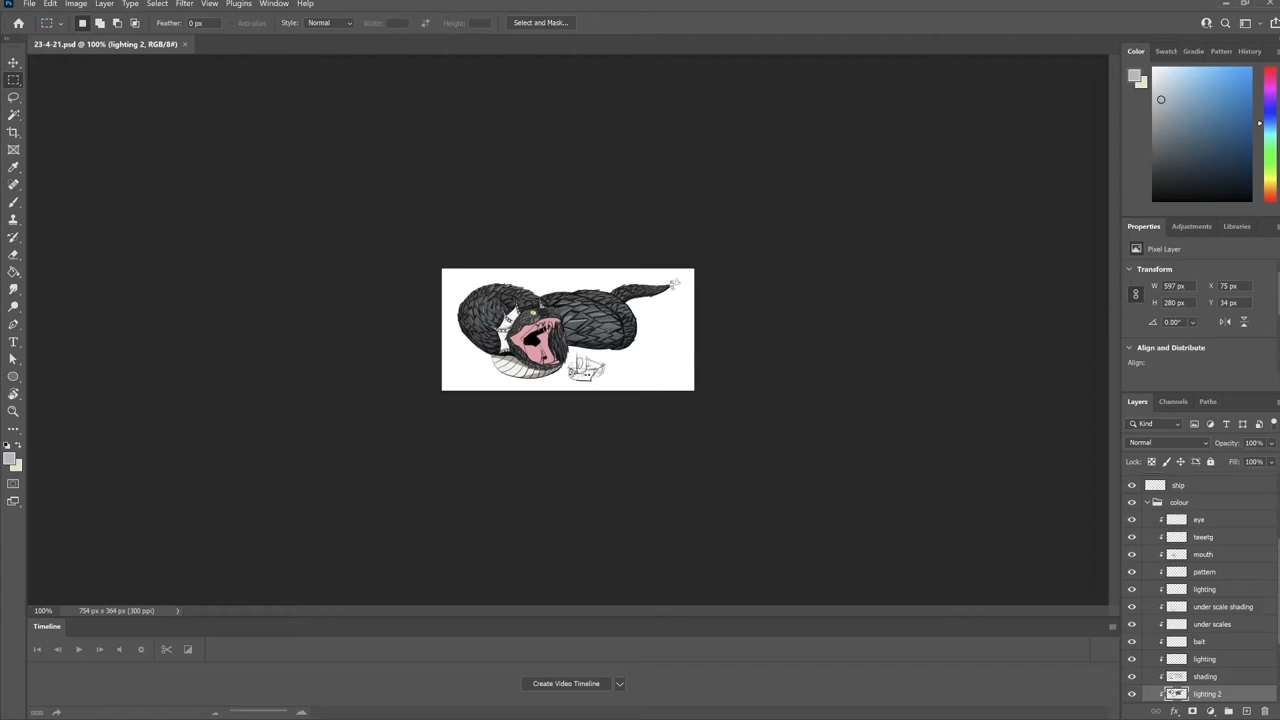 Ps File Edit Image Layer Type Select Filter View Plugins Window Help
Feather: 0 px Anti-alias Style: Normal Width: Height: Select and Mask...
23-4-21.psd @ 100% (lighting 2, RGB/8#) ×
Color Swatch Gradie Pattern History
Properties Adjustments Libraries
Pixel Layer
Transform
W 597 px X 75 px
H 280 px Y 34 px
0.00°
Align and Distribute
Align:
Layers Channels Paths
Kind
Normal Opacity: 100%
Lock: Fill: 100%
ship
colour
eye
teeetg
mouth
pattern
lighting
under scale shading
under scales
bait
lighting
shading
lighting 2
100% 754 px x 364 px (300 ppi)
Timeline
Create Video Timeline
fx